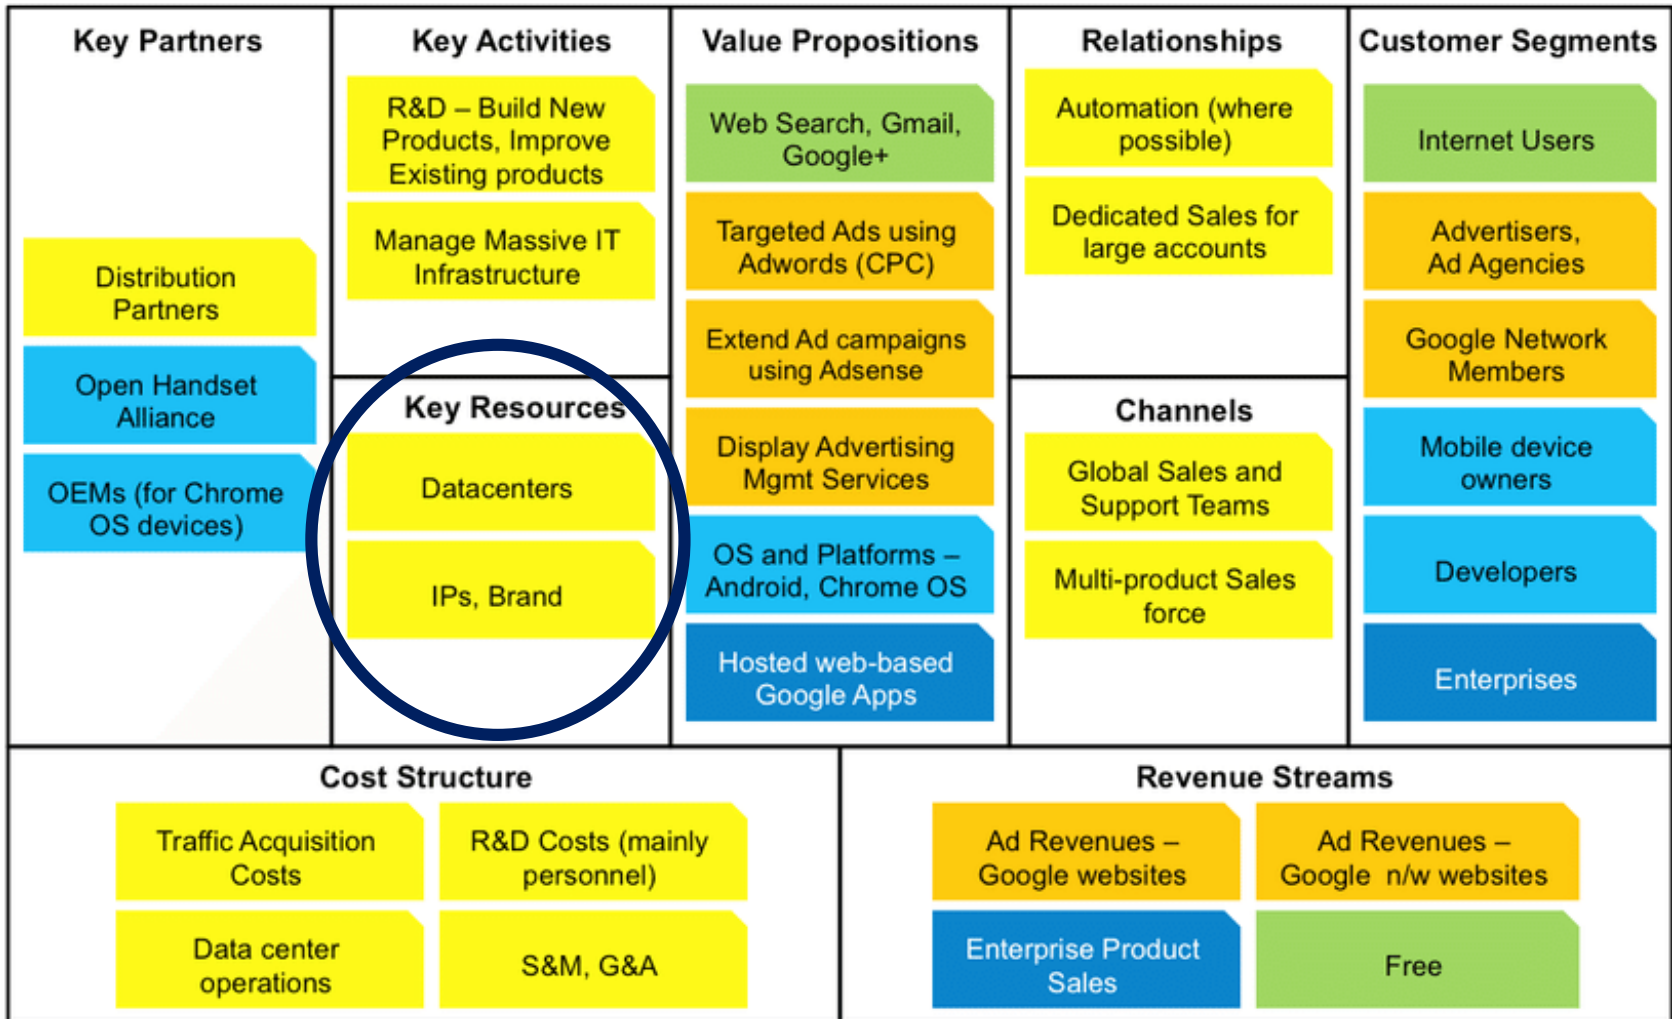 Key Partners
Distribution
Partners
Open Handset
Alliance
OEMs (for Chrome
OS devices)
Key Activities
R&D – Build New
Products, Improve
Existing products
Manage Massive IT
Infrastructure
Key Resources
Datacenters
IPs, Brand
Value Propositions
Web Search, Gmail,
Google+
Targeted Ads using
Adwords (CPC)
Extend Ad campaigns
using Adsense
Display Advertising
Mgmt Services
OS and Platforms –
Android, Chrome OS
Hosted web-based
Google Apps
Relationships
Automation (where
possible)
Dedicated Sales for
large accounts
Channels
Global Sales and
Support Teams
Multi-product Sales
force
Customer Segments
Internet Users
Advertisers,
Ad Agencies
Google Network
Members
Mobile device
owners
Developers
Enterprises
Cost Structure
Traffic Acquisition
Costs
R&D Costs (mainly
personnel)
Data center
operations
S&M, G&A
Revenue Streams
Ad Revenues –
Google websites
Ad Revenues –
Google n/w websites
Enterprise Product
Sales
Free